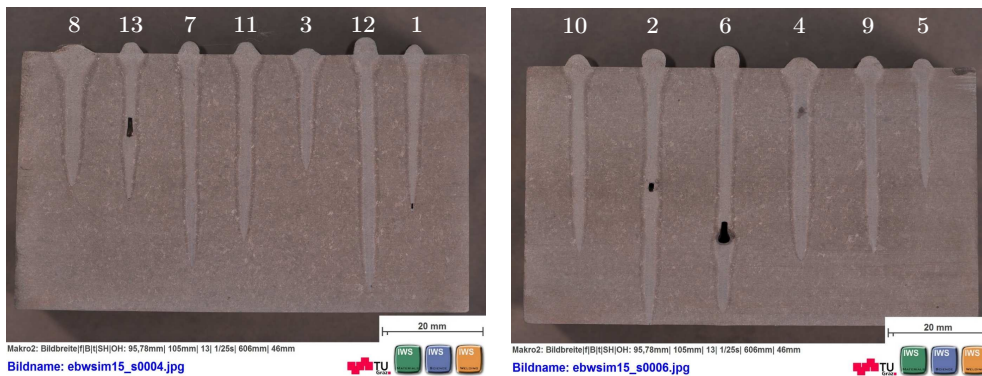 8 13 7 11 3 12 1
20 mm
Makro2: Bildbreite|f|B|t|SH|OH: 95,78mm| 105mm| 13| 1/25s| 606mm| 46mm
Bildname: ebwsim15_s0004.jpg
TU
Graz
IWS
IWS
IWS
10 2 6 4 9 5
20 mm
Makro2: Bildbreite|f|B|t|SH|OH: 95,78mm| 105mm| 13| 1/25s| 606mm| 46mm
Bildname: ebwsim15_s0006.jpg
TU
Graz
IWS
IWS
IWS